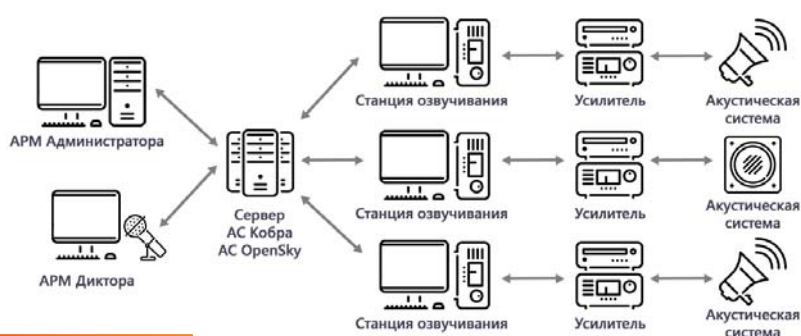 Станция озвучивания
Усилитель
Акустическая
система
АРМ Администратора
Сервер
АС Кобра
АС OpenSky
Станция озвучивания
Усилитель
Акустическая
система
АРМ Диктора
Станция озвучивания
Усилитель
Акустическая
система